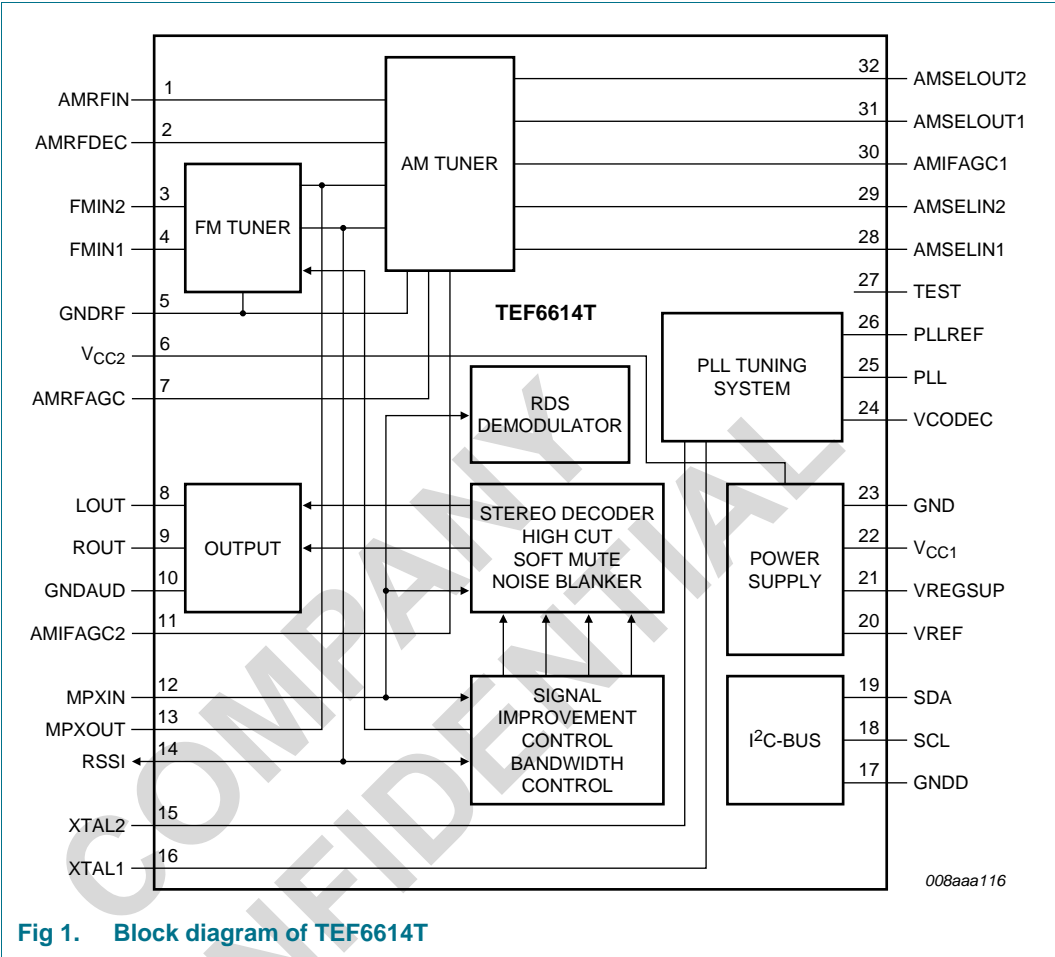 1
AMRFIN
2
AMRFDEC
3
FMIN2
4
FMIN1
5
GNDRF
6
VCC2
7
AMRFAGC
8
LOUT
9
ROUT
10
GNDAUD
11
AMIFAGC2
12
MPXIN
13
MPXOUT
14
RSSI
15
XTAL2
16
XTAL1
AM TUNER
FM TUNER
TEF6614T
RDS
DEMODULATOR
OUTPUT
STEREO DECODER
HIGH CUT
SOFT MUTE
NOISE BLANKER
SIGNAL
IMPROVEMENT
CONTROL
BANDWIDTH
CONTROL
PLL TUNING
SYSTEM
POWER
SUPPLY
I2C-BUS
32
AMSELOUT2
31
AMSELOUT1
30
AMIFAGC1
29
AMSELIN2
28
AMSELIN1
27
TEST
26
PLLREF
25
PLL
24
VCODEC
23
GND
22
VCC1
21
VREGSUP
20
VREF
19
SDA
18
SCL
17
GNDD
008aaa116
COMPANY
CONFIDENTIAL
Fig 1. Block diagram of TEF6614T